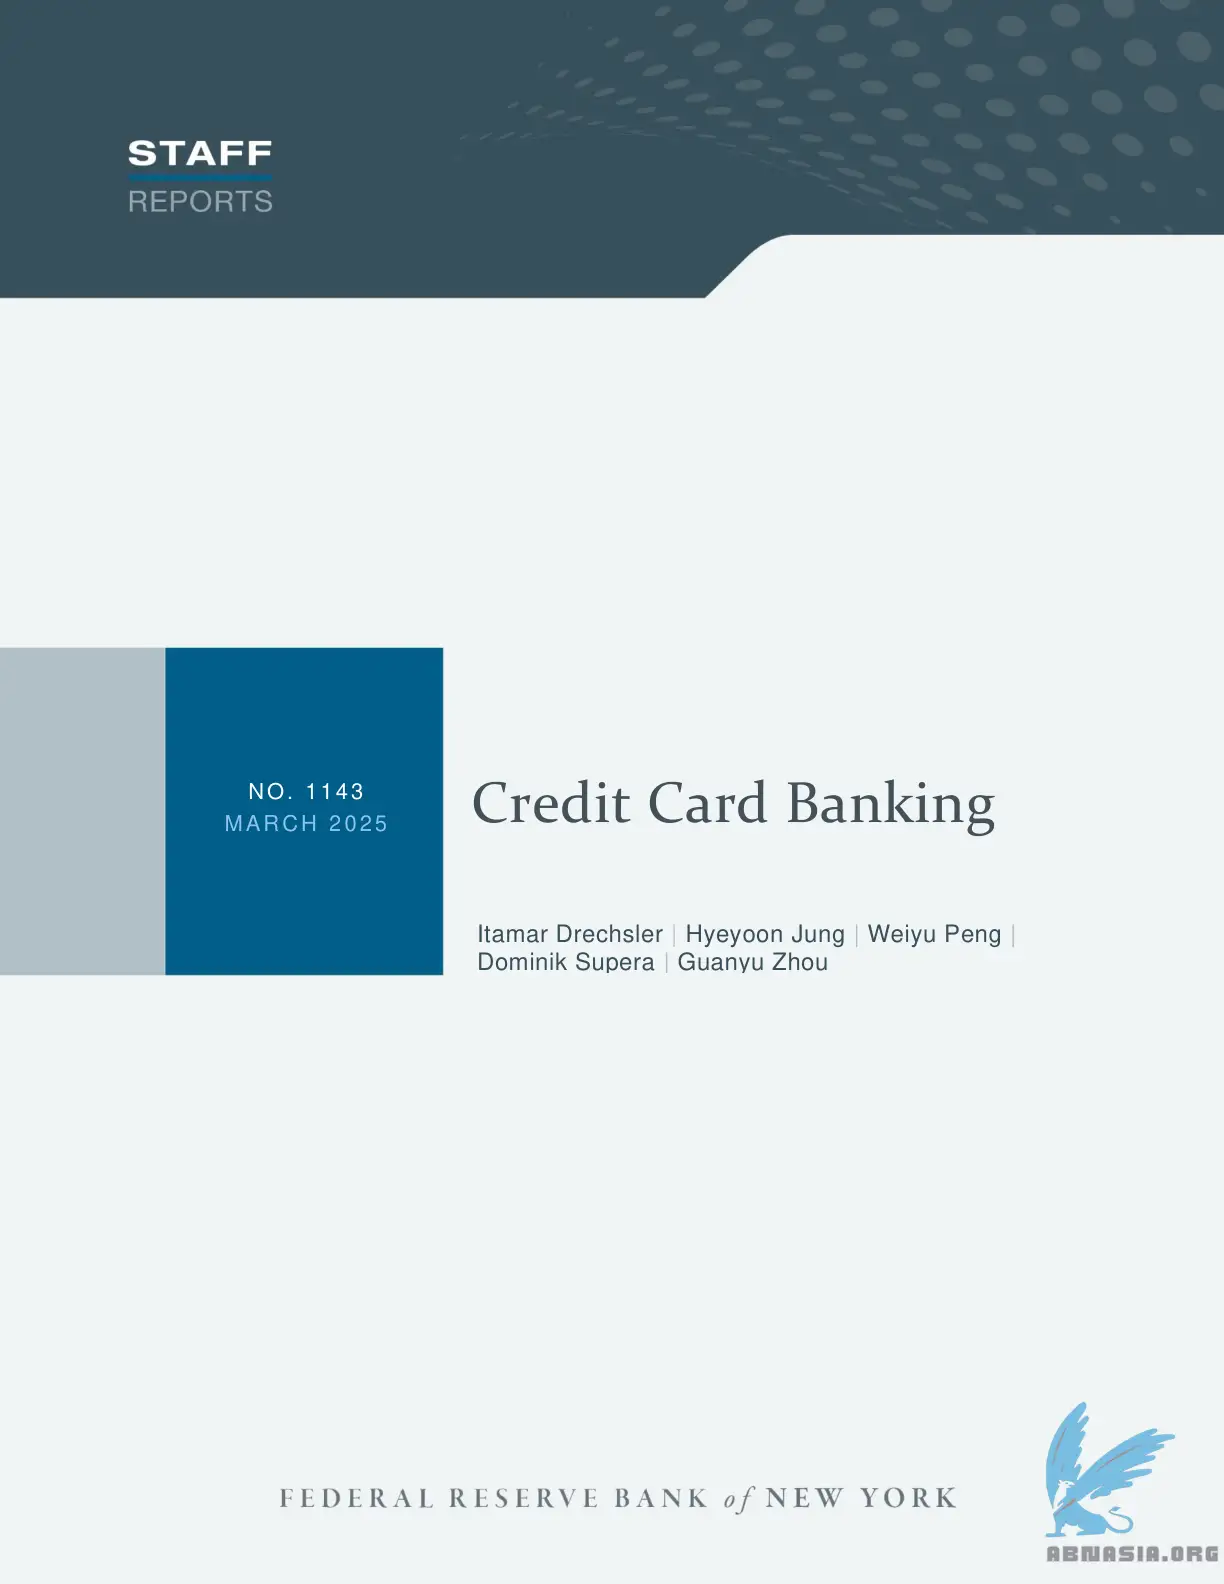 STAFF
REPORTS
NO. 1143
MARCH 2025
Credit Card Banking
Itamar Drechsler | Hyeyoon Jung | Weiyu Peng |
Dominik Supera | Guanyu Zhou
FEDERAL RESERVE BANK of NEW YORK
ABNASIA.ORG